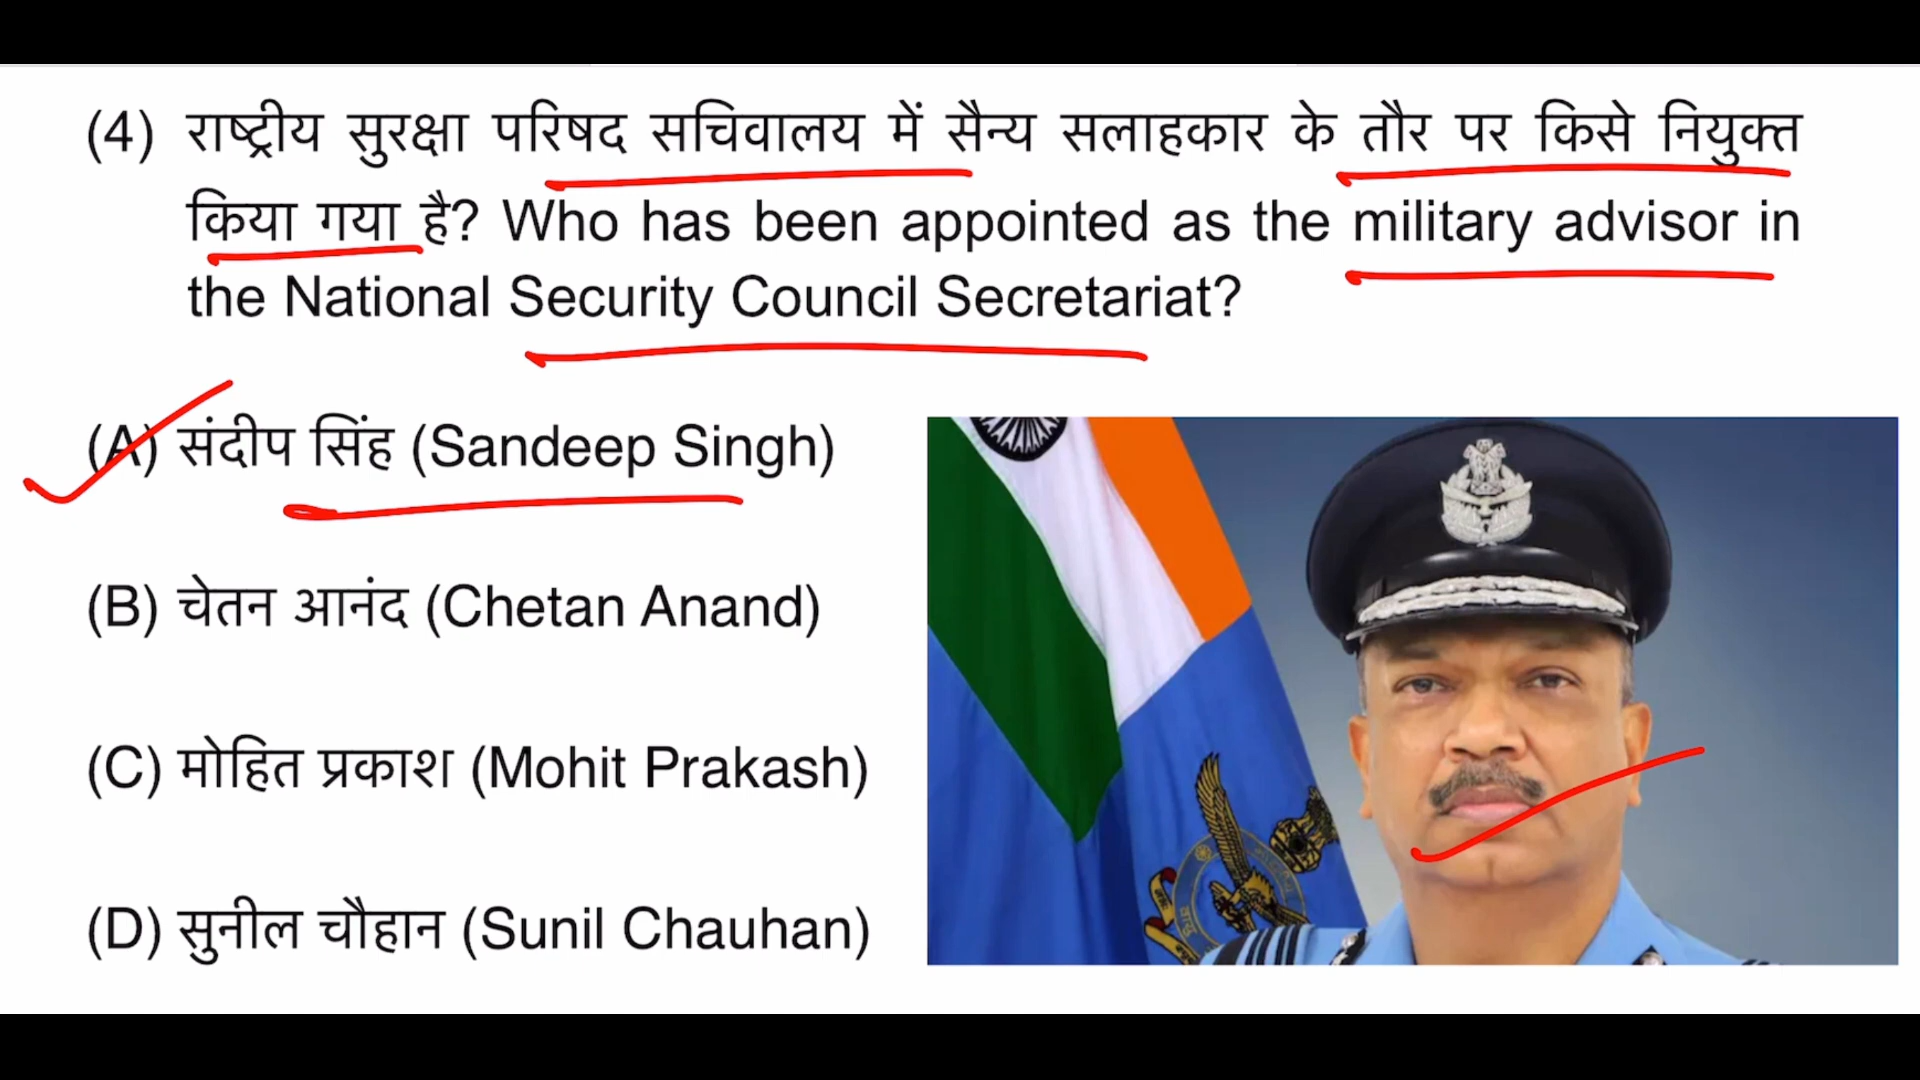 (4) राष्ट्रीय सुरक्षा परिषद सचिवालय में सैन्य सलाहकार के तौर पर किसे नियुक्त
किया गया है? Who has been appointed as the military advisor in
the National Security Council Secretariat?
(A) संदीप सिंह (Sandeep Singh)
(B) चेतन आनंद (Chetan Anand)
(C) मोहित प्रकाश (Mohit Prakash)
(D) सुनील चौहान (Sunil Chauhan)